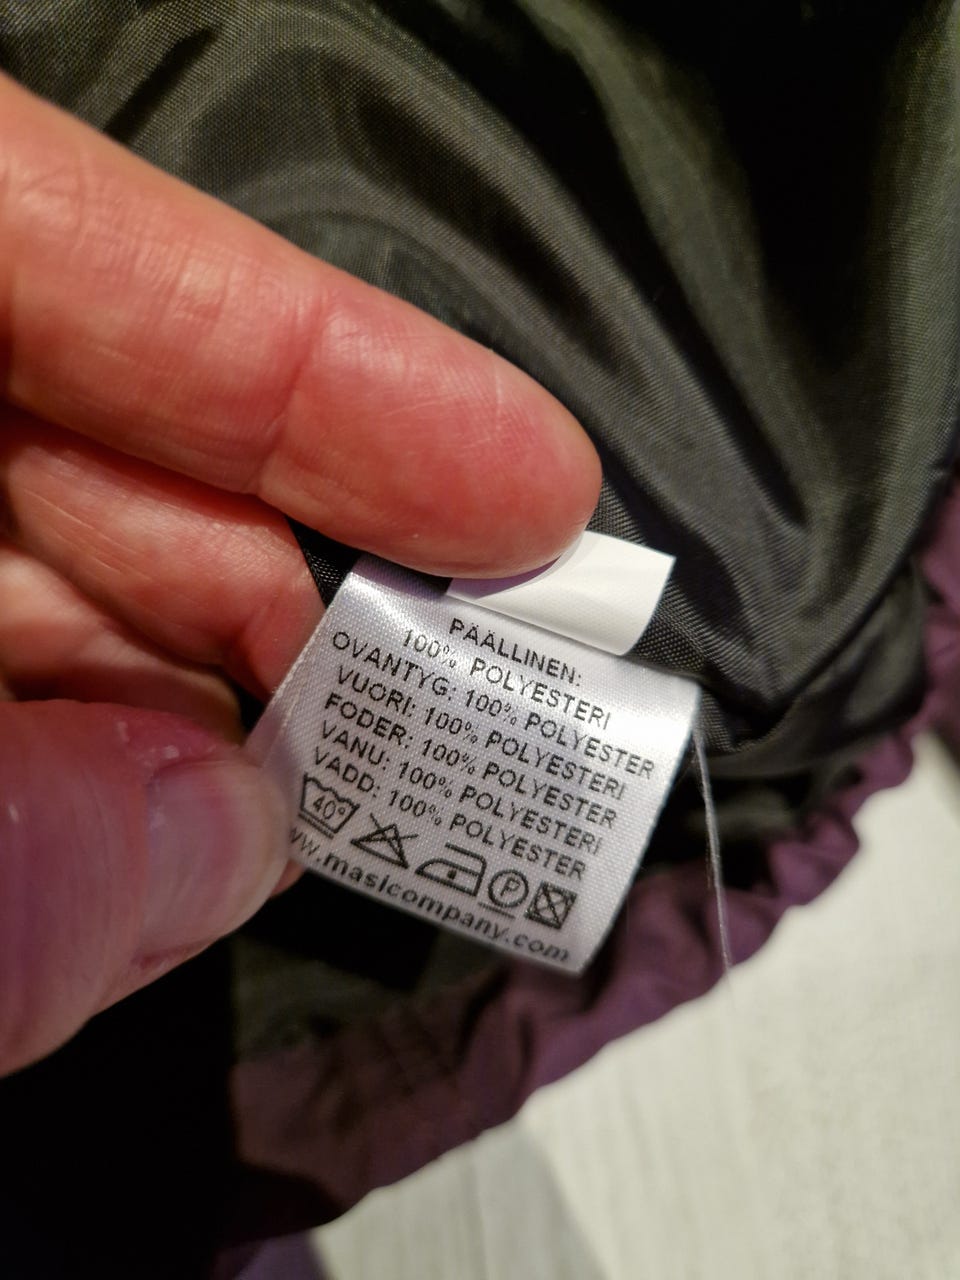 PÄÄLLINEN:
100% POLYESTERI
OVANTYG: 100% POLYESTER
VUORI: 100% POLYESTERI
FODER: 100% POLYESTER
VANU: 100% POLYESTERI
VADD: 100% POLYESTER
40° P
w.masicompany.com